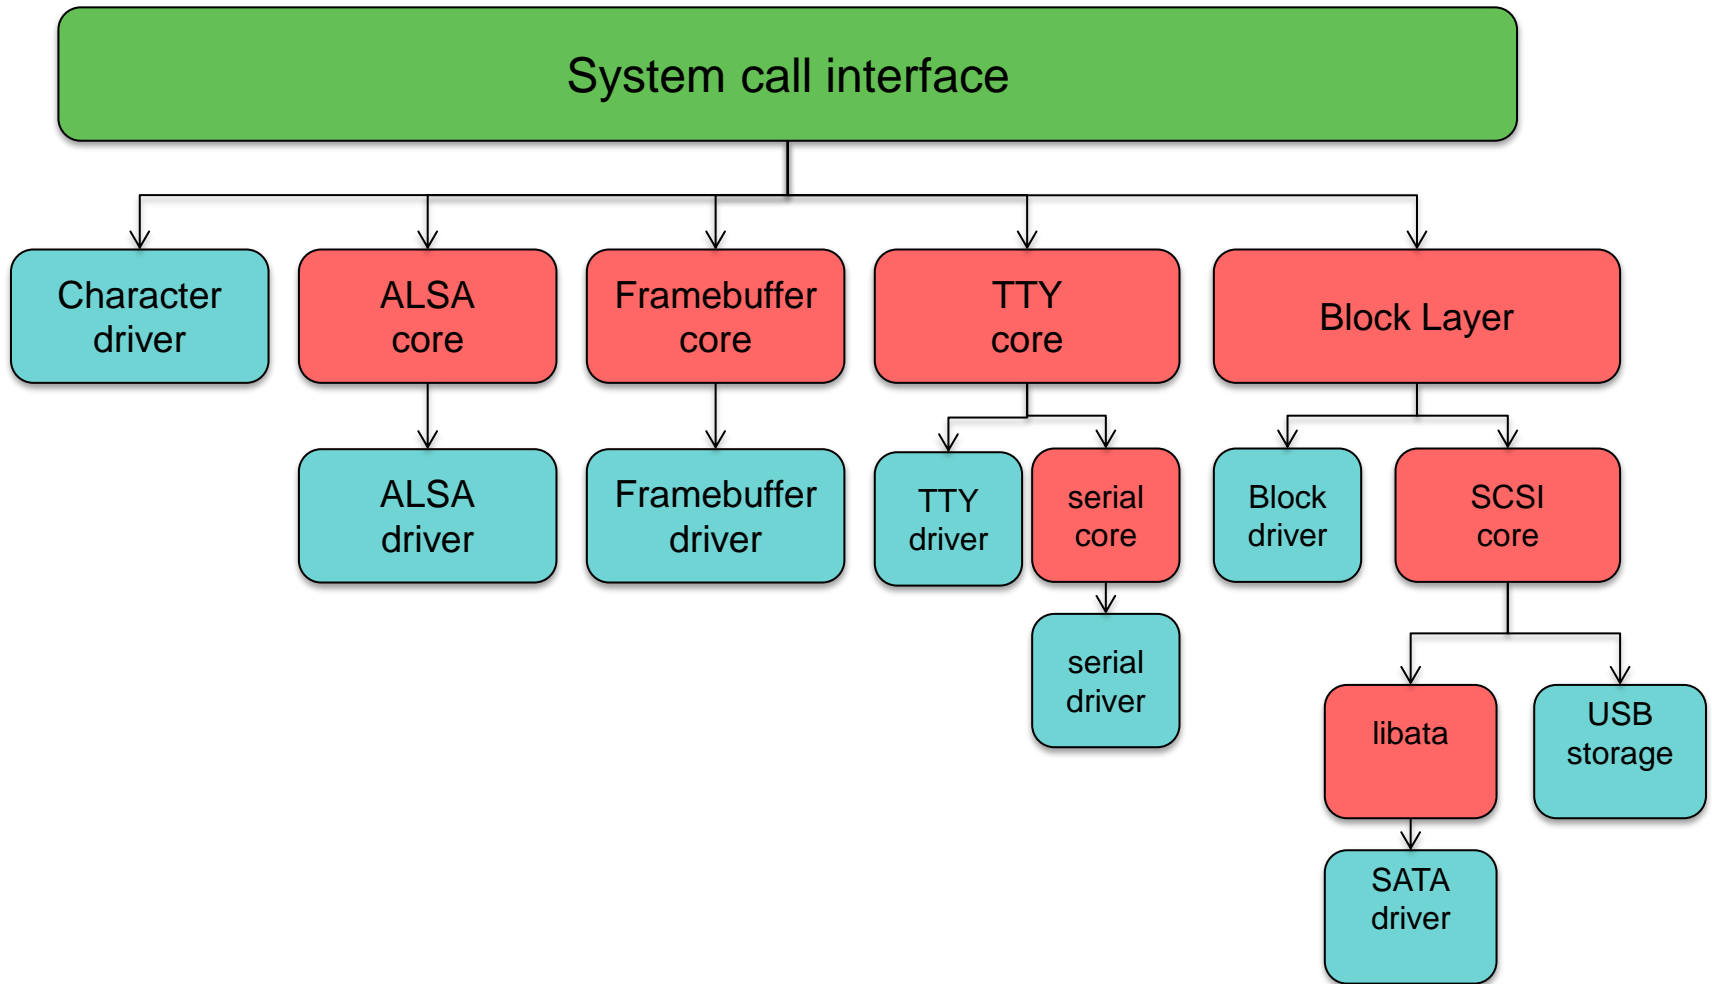 System call interface
Character
driver
ALSA
core
Framebuffer
core
TTY
core
Block Layer
ALSA
driver
Framebuffer
driver
TTY
driver
serial
core
Block
driver
SCSI
core
serial
driver
libata
USB
storage
SATA
driver